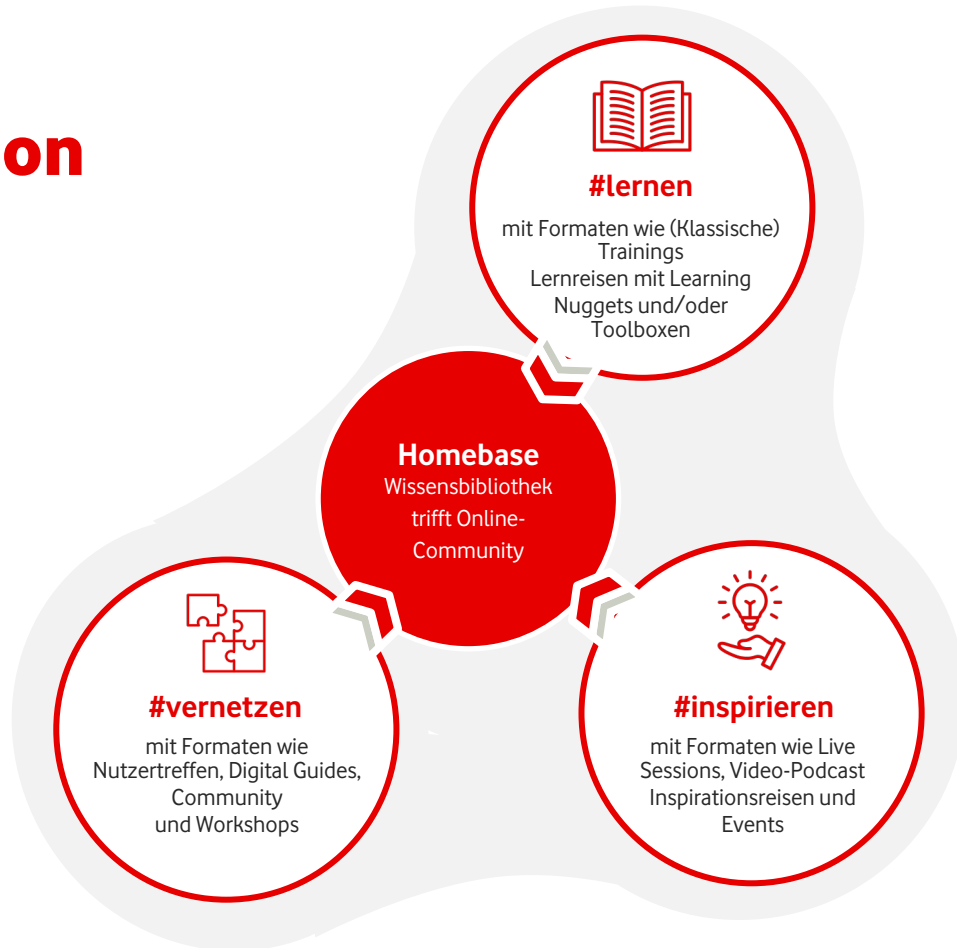 on
#lernen
mit Formaten wie (Klassische)
Trainings
Lernreisen mit Learning
Nuggets und/oder
Toolboxen
Homebase
Wissensbibliothek
trifft Online-
Community
#vernetzen
mit Formaten wie
Nutzertreffen, Digital Guides,
Community
und Workshops
#inspirieren
mit Formaten wie Live
Sessions, Video-Podcast
Inspirationsreisen und
Events